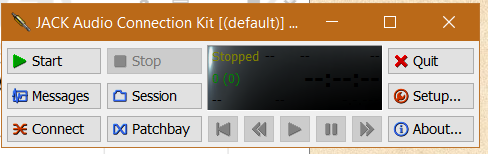 JACK Audio Connection Kit [(default)] ...
Start
Stop
Stopped -- -- --
0 (0) --:--:--
-- --
Quit
Messages
Session
Setup...
Connect
Patchbay
About...